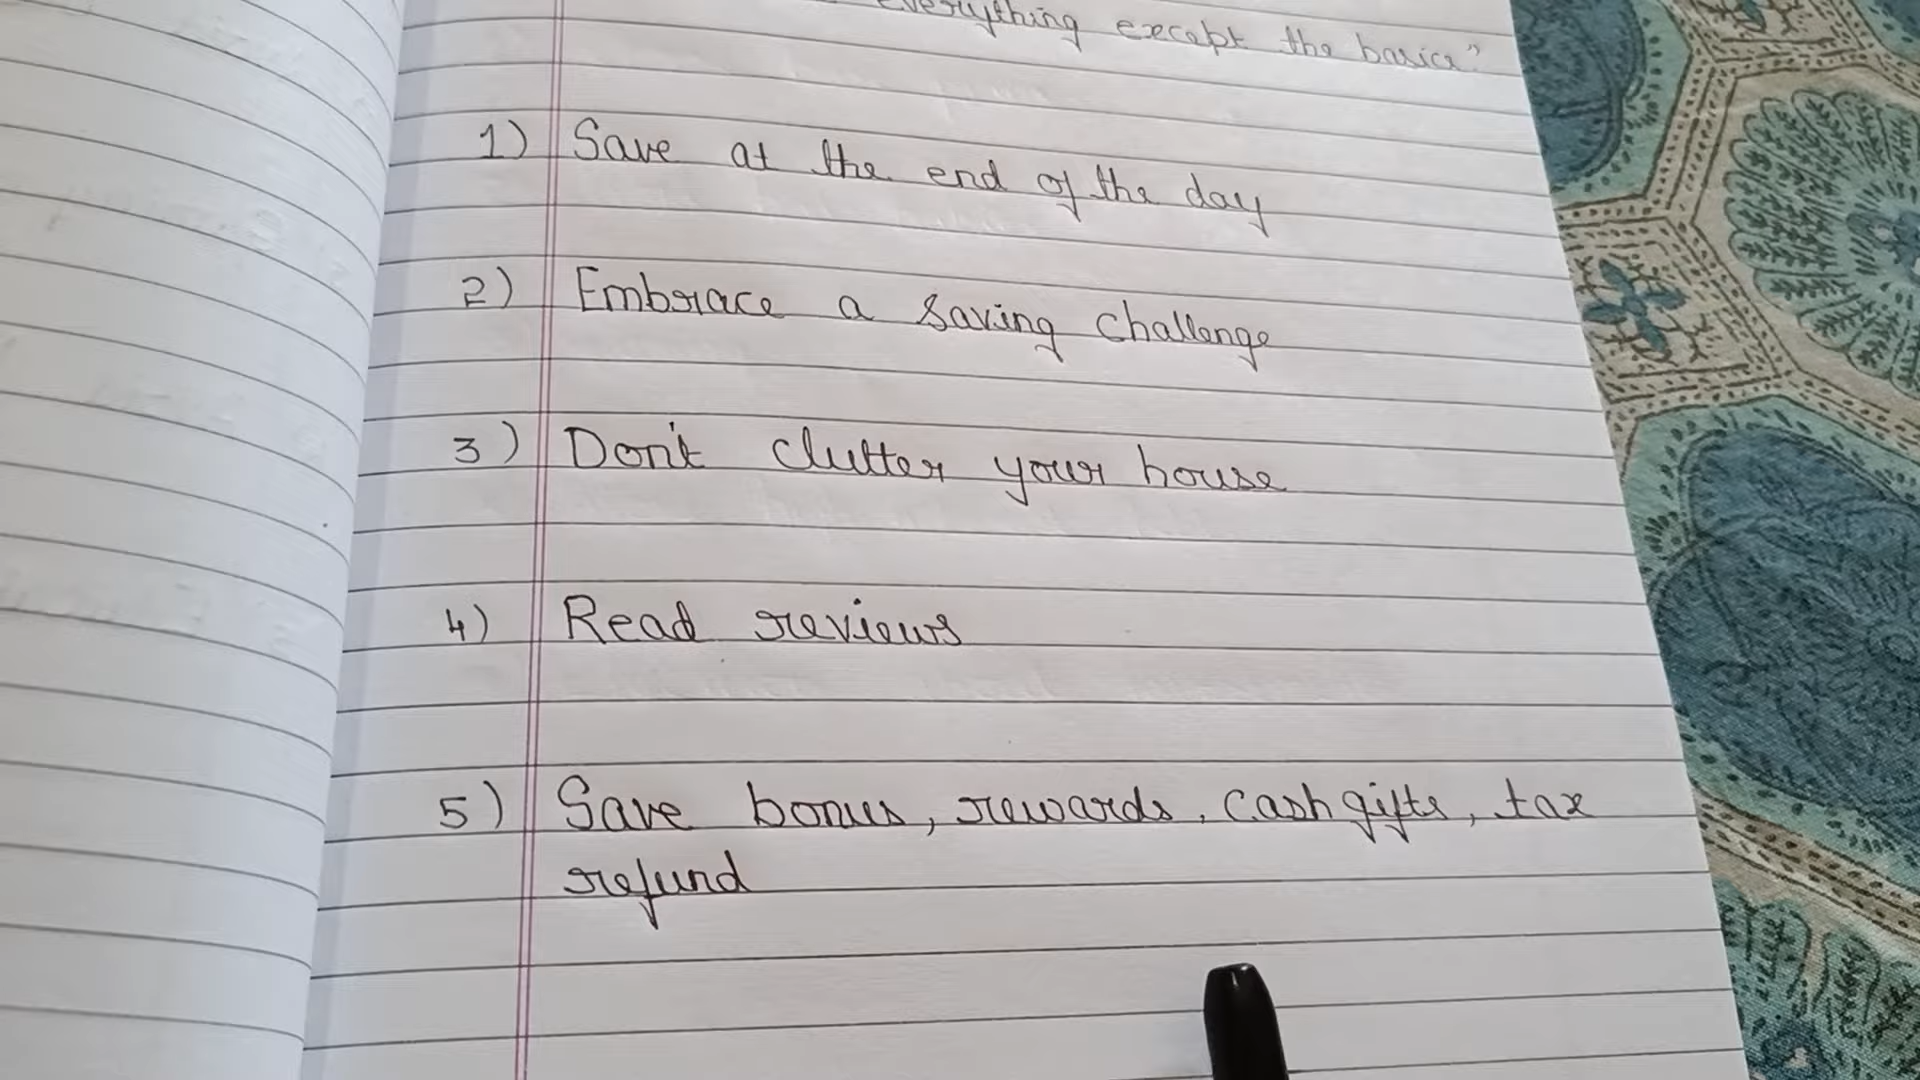 everything except the basics"
1) Save at the end of the day
2) Embrace a saving challenge
3) Don't clutter your house
4) Read reviews
5) Save bonus, rewards, cash gifts, tax
refund